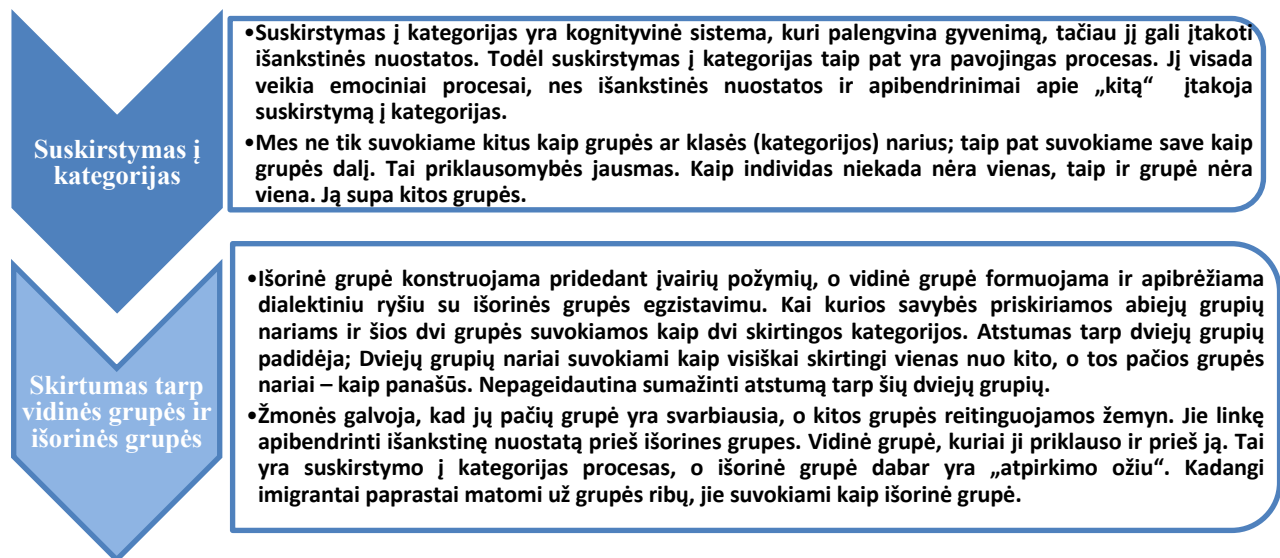 Suskirstymas į
kategorijas
•Suskirstymas į kategorijas yra kognityvinė sistema, kuri palengvina gyvenimą, tačiau jį gali įtakoti
išankstinės nuostatos. Todėl suskirstymas į kategorijas taip pat yra pavojingas procesas. Jį visada
veikia emociniai procesai, nes išankstinės nuostatos ir apibendrinimai apie „kitą“ įtakoja
suskirstymą į kategorijas.
•Mes ne tik suvokiame kitus kaip grupės ar klasės (kategorijos) narius; taip pat suvokiame save kaip
grupės dalį. Tai priklausomybės jausmas. Kaip individas niekada nėra vienas, taip ir grupė nėra
viena. Ją supa kitos grupės.
Skirtumas tarp
vidinės grupės ir
išorinės grupės
•Išorinė grupė konstruojama pridedant įvairių požymių, o vidinė grupė formuojama ir apibrėžiama
dialektiniu ryšiu su išorinės grupės egzistavimu. Kai kurios savybės priskiriamos abiejų grupių
nariams ir šios dvi grupės suvokiamos kaip dvi skirtingos kategorijos. Atstumas tarp dviejų grupių
padidėja; Dviejų grupių nariai suvokiami kaip visiškai skirtingi vienas nuo kito, o tos pačios grupės
nariai – kaip panašūs. Nepageidautina sumažinti atstumą tarp šių dviejų grupių.
•Žmonės galvoja, kad jų pačių grupė yra svarbiausia, o kitos grupės reitinguojamos žemyn. Jie linkę
apibendrinti išankstinę nuostatą prieš išorines grupes. Vidinė grupė, kuriai ji priklauso ir prieš ją. Tai
yra suskirstymo į kategorijas procesas, o išorinė grupė dabar yra „atpirkimo ožiu“. Kadangi
imigrantai paprastai matomi už grupės ribų, jie suvokiami kaip išorinė grupė.